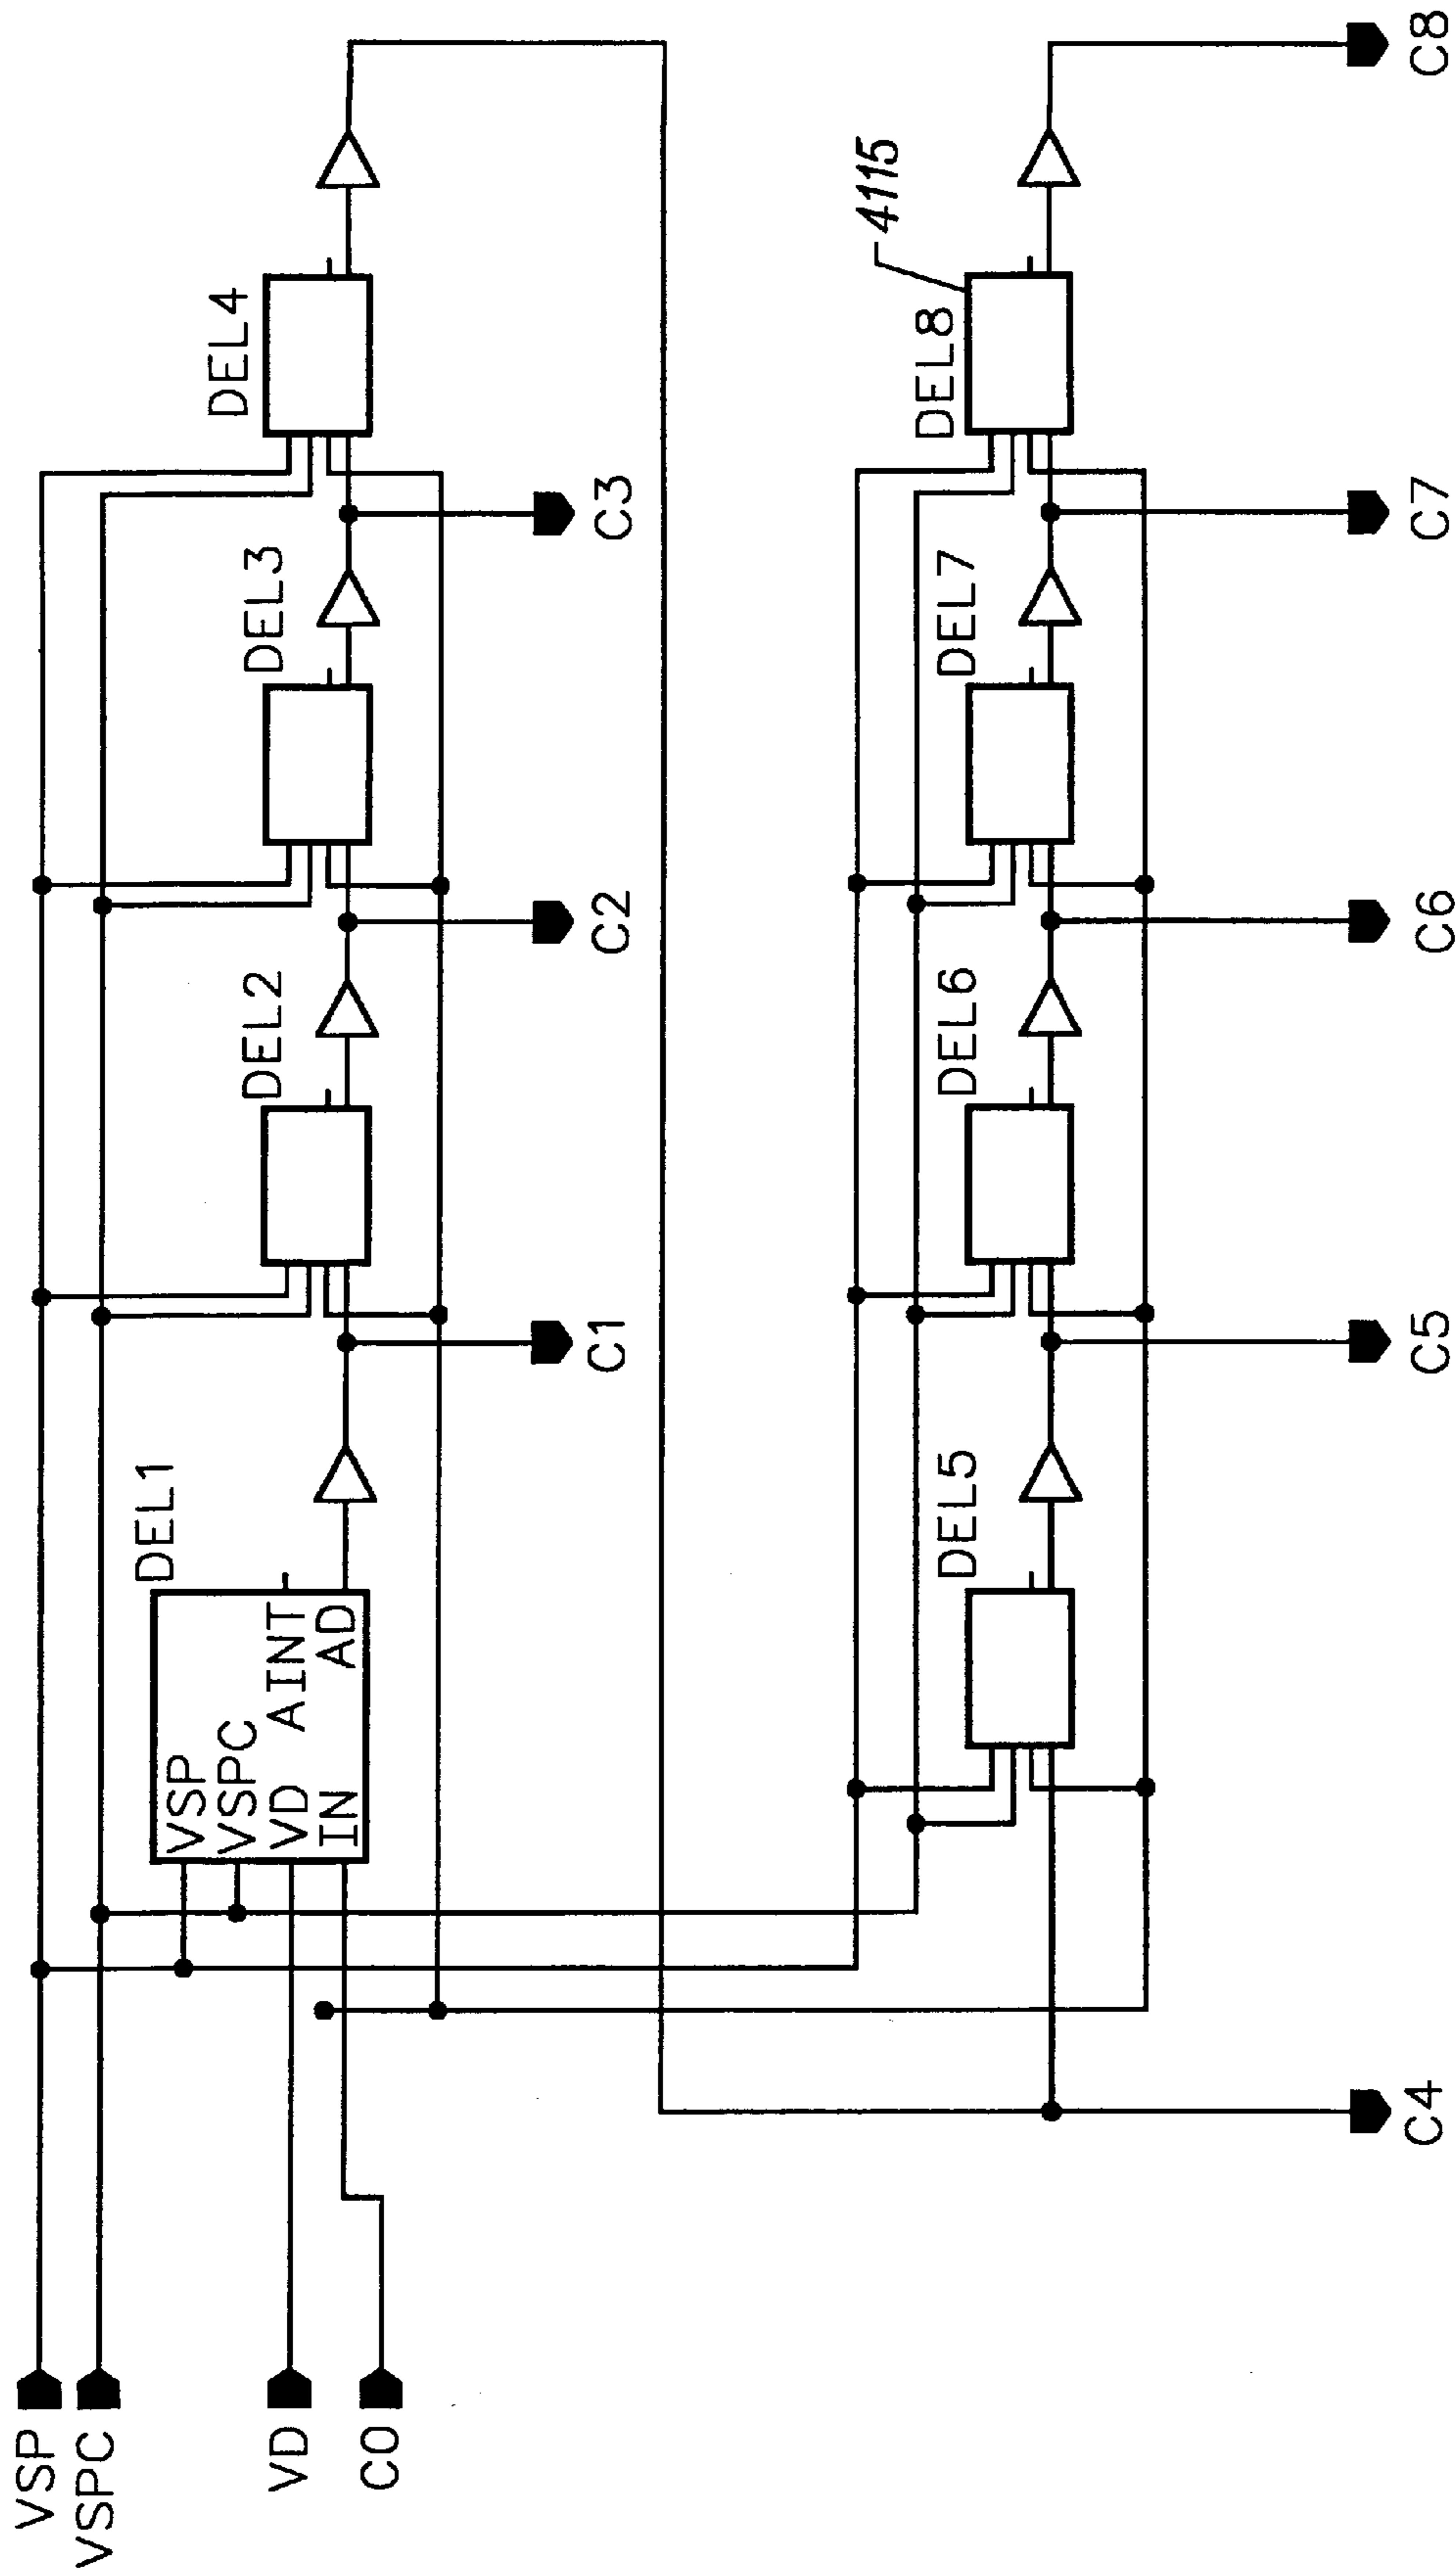 VSP
VSPC
VD
C0
DEL1
VSP
VSPC
VD
IN
AINT
AD
DEL2
DEL3
DEL4
C1
C2
C3
DEL5
DEL6
DEL7
DEL8
4115
C4
C5
C6
C7
C8